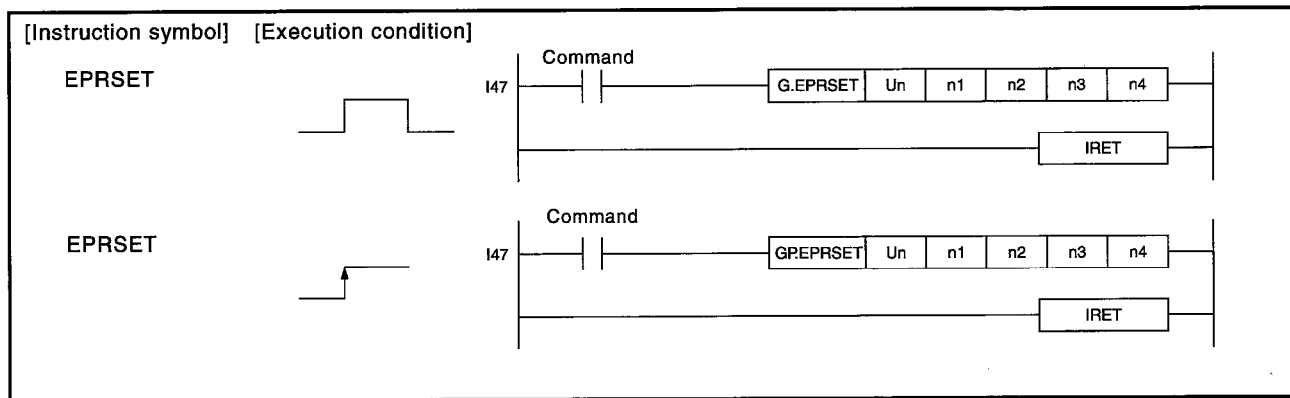 [Instruction symbol] [Execution condition]
EPRSET
Command
I47 G.EPRSET Un n1 n2 n3 n4
IRET
EPRSET
Command
I47 GP.EPRSET Un n1 n2 n3 n4
IRET